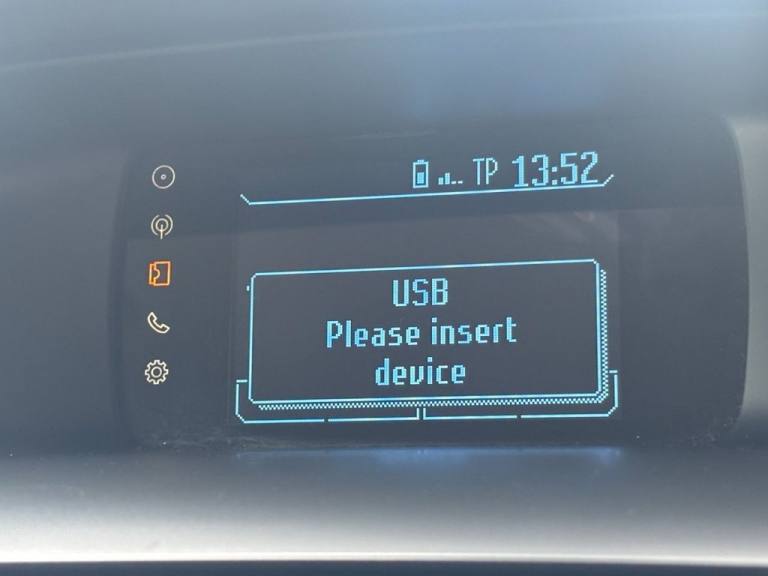 TP 13:52
USB
Please insert
device